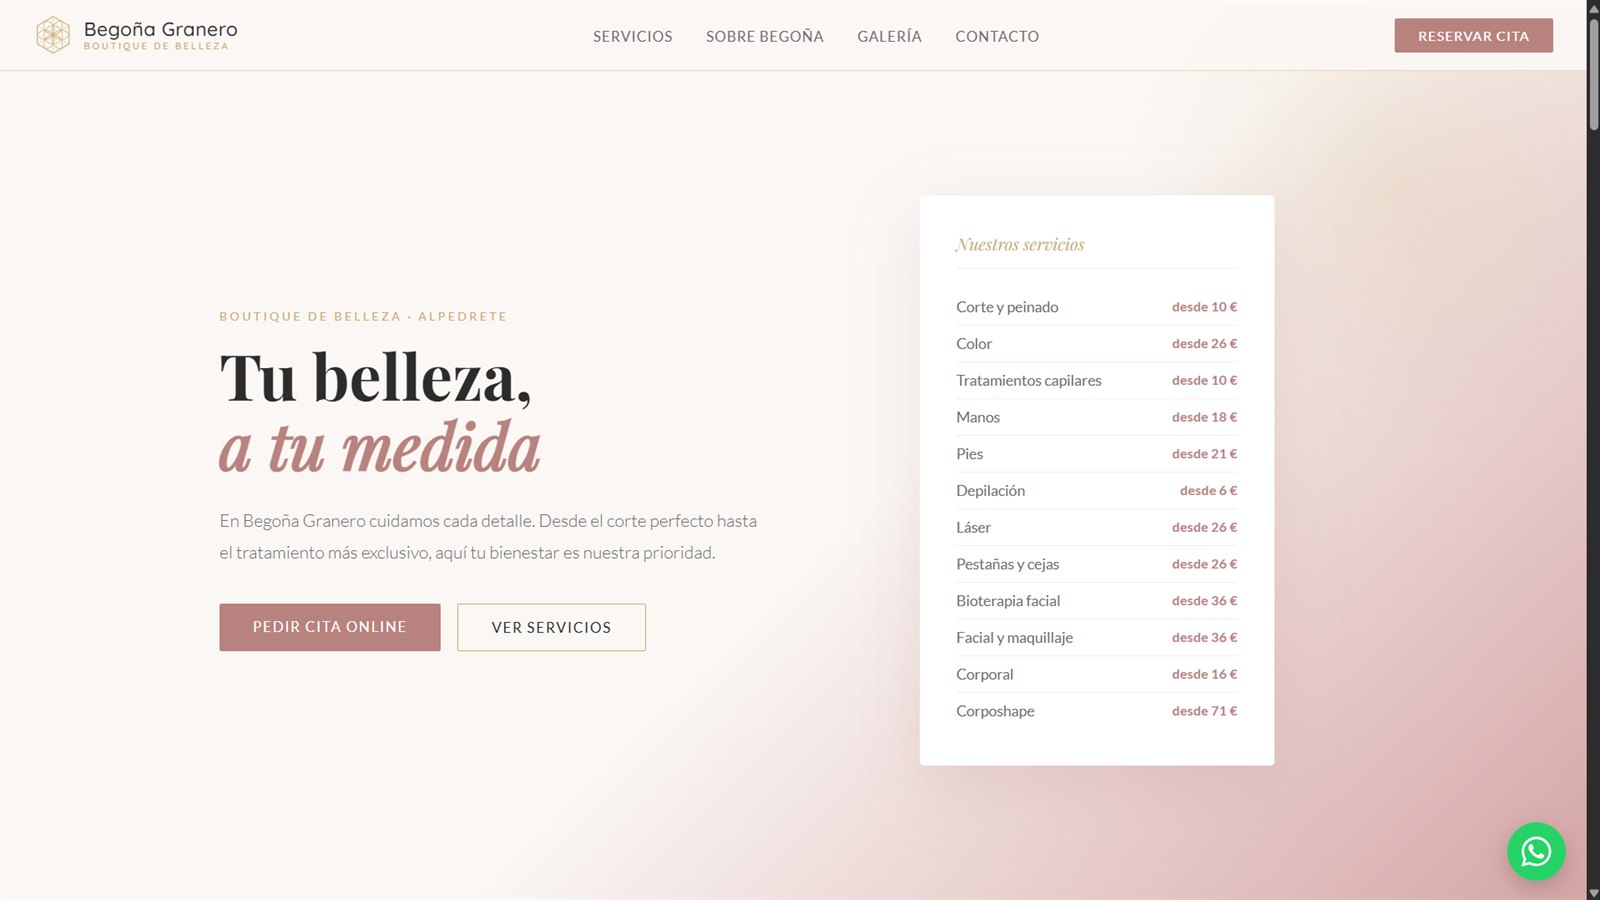 Begoña Granero
BOUTIQUE DE BELLEZA
SERVICIOS
SOBRE BEGOÑA
GALERÍA
CONTACTO
RESERVAR CITA
BOUTIQUE DE BELLEZA · ALPEDRETE
Tu belleza,
a tu medida
En Begoña Granero cuidamos cada detalle. Desde el corte perfecto hasta
el tratamiento más exclusivo, aquí tu bienestar es nuestra prioridad.
PEDIR CITA ONLINE
VER SERVICIOS
Nuestros servicios
Corte y peinado desde 10 €
Color desde 26 €
Tratamientos capilares desde 10 €
Manos desde 18 €
Pies desde 21 €
Depilación desde 6 €
Láser desde 26 €
Pestañas y cejas desde 26 €
Bioterapia facial desde 36 €
Facial y maquillaje desde 36 €
Corporal desde 16 €
Corposhape desde 71 €